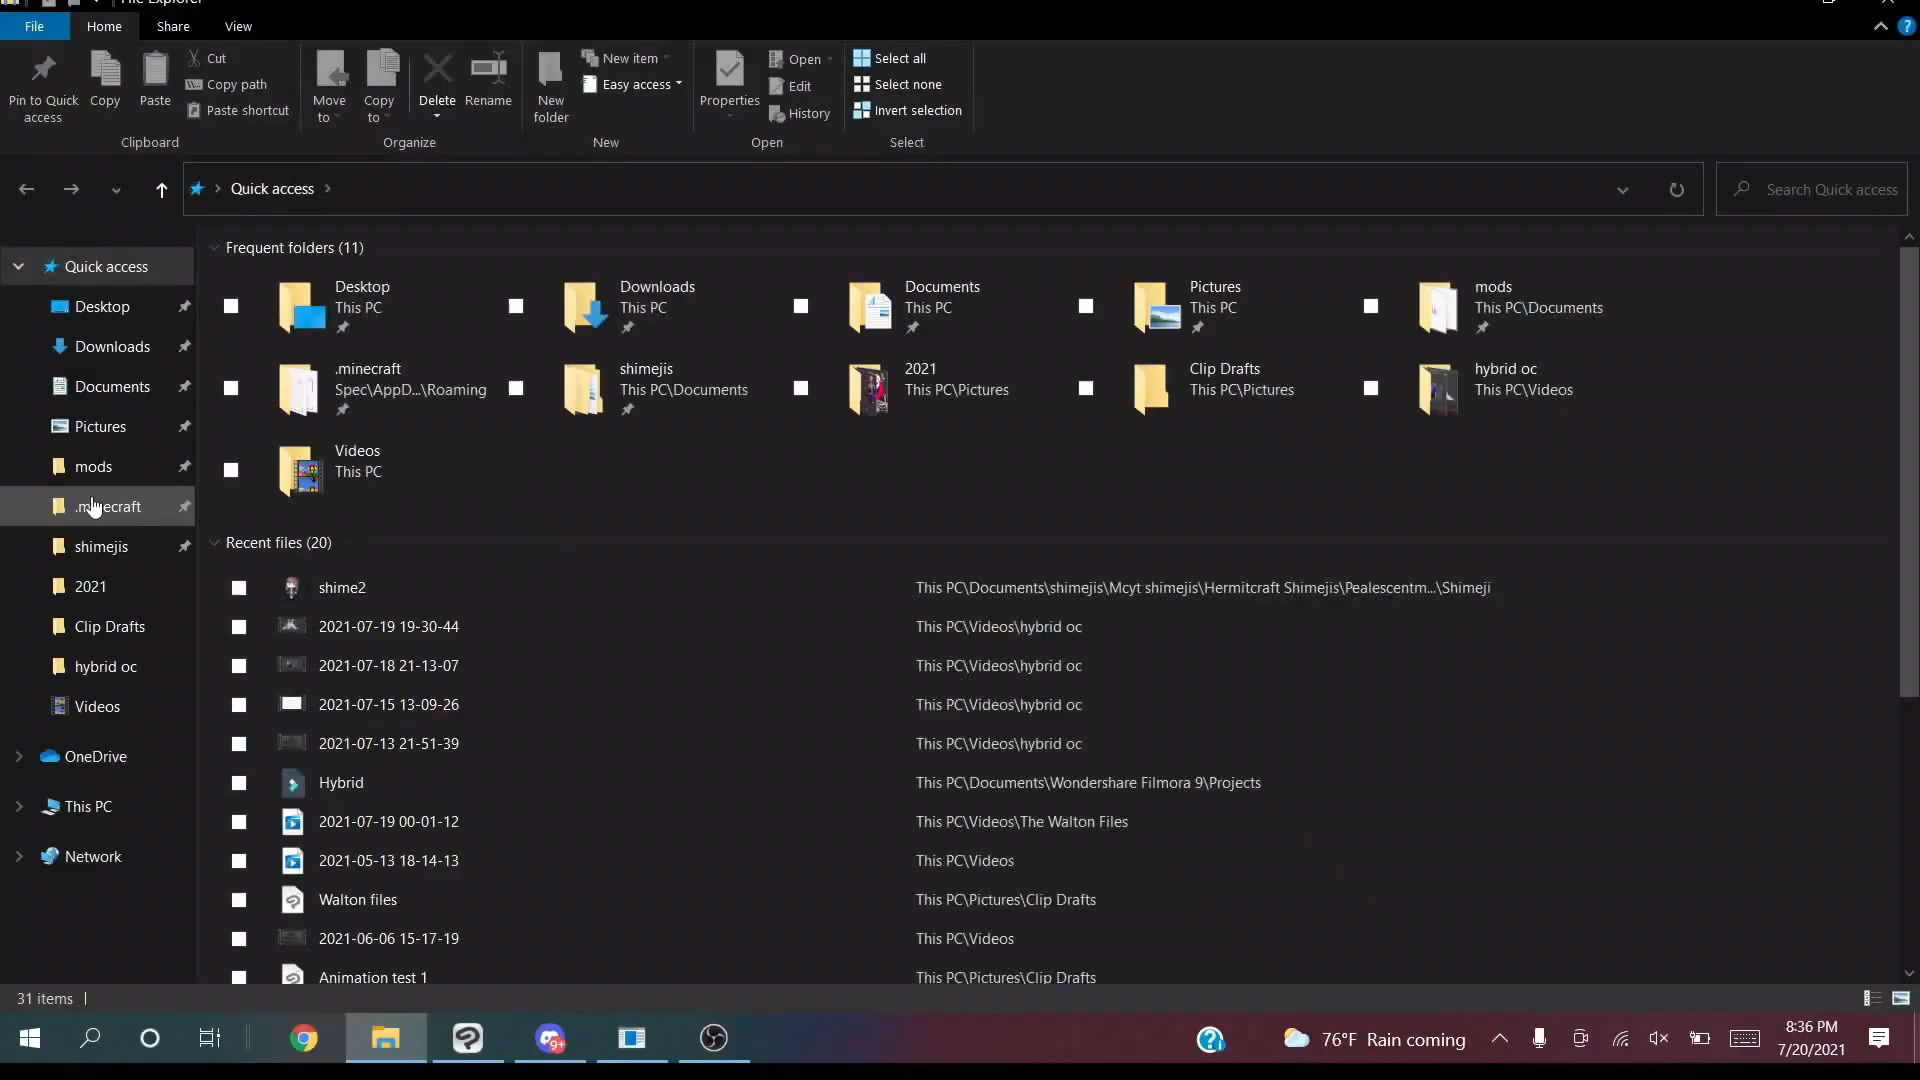 File Explorer
File Home Share View
Pin to Quick access
Copy
Paste
Cut
Copy path
Paste shortcut
Clipboard
Move to
Copy to
Delete
Rename
Organize
New folder
New item
Easy access
New
Properties
Open
Edit
History
Open
Select all
Select none
Invert selection
Select
Quick access
Search Quick access
Quick access
Desktop
Downloads
Documents
Pictures
mods
.minecraft
shimejis
2021
Clip Drafts
hybrid oc
Videos
OneDrive
This PC
Network
Frequent folders (11)
Desktop
This PC
Downloads
This PC
Documents
This PC
Pictures
This PC
mods
This PC\Documents
.minecraft
Spec\AppD...\Roaming
shimejis
This PC\Documents
2021
This PC\Pictures
Clip Drafts
This PC\Pictures
hybrid oc
This PC\Videos
Videos
This PC
Recent files (20)
shime2 This PC\Documents\shimejis\Mcyt shimejis\Hermitcraft Shimejis\Pealescentm...\Shimeji
2021-07-19 19-30-44 This PC\Videos\hybrid oc
2021-07-18 21-13-07 This PC\Videos\hybrid oc
2021-07-15 13-09-26 This PC\Videos\hybrid oc
2021-07-13 21-51-39 This PC\Videos\hybrid oc
Hybrid This PC\Documents\Wondershare Filmora 9\Projects
2021-07-19 00-01-12 This PC\Videos\The Walton Files
2021-05-13 18-14-13 This PC\Videos
Walton files This PC\Pictures\Clip Drafts
2021-06-06 15-17-19 This PC\Videos
Animation test 1 This PC\Pictures\Clip Drafts
31 items
9+
76°F Rain coming
8:36 PM
7/20/2021